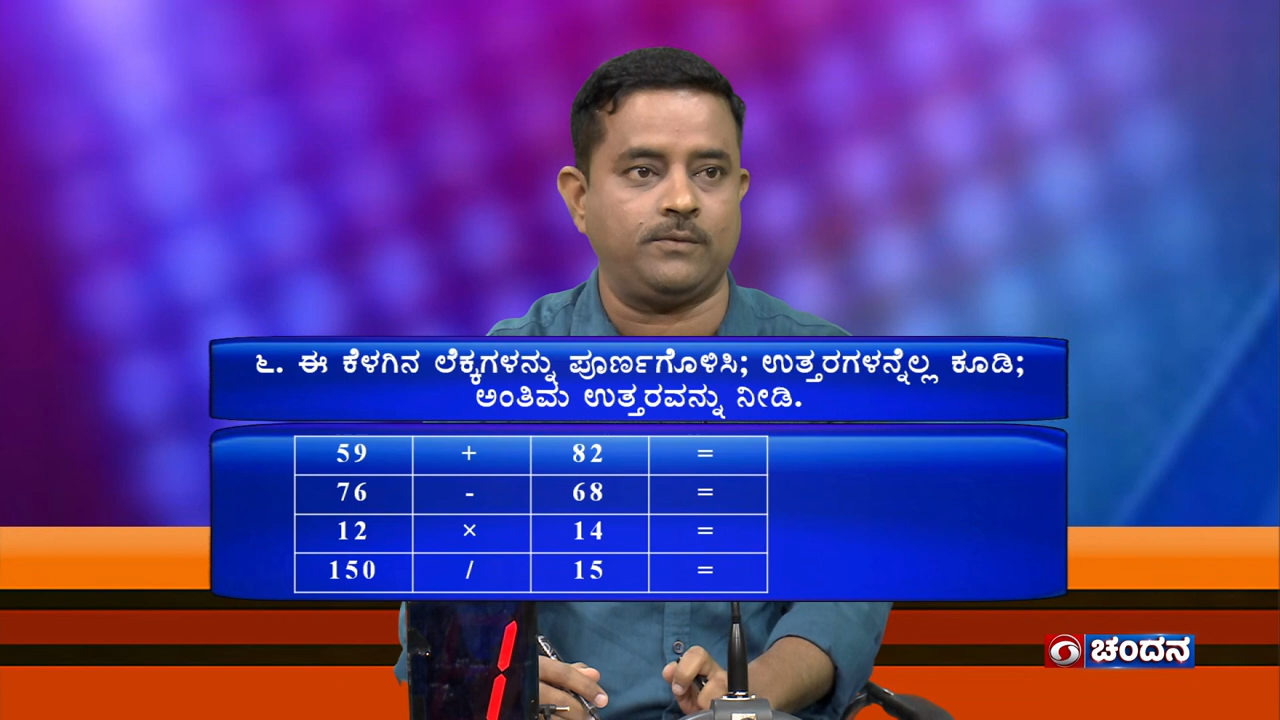 ೬. ಈ ಕೆಳಗಿನ ಲೆಕ್ಕಗಳನ್ನು ಪೂರ್ಣಗೊಳಿಸಿ; ಉತ್ತರಗಳನ್ನೆಲ್ಲ ಕೂಡಿ;
ಅಂತಿಮ ಉತ್ತರವನ್ನು ನೀಡಿ.
59 + 82 =
76 - 68 =
12 × 14 =
150 / 15 =
ಚಂದನ